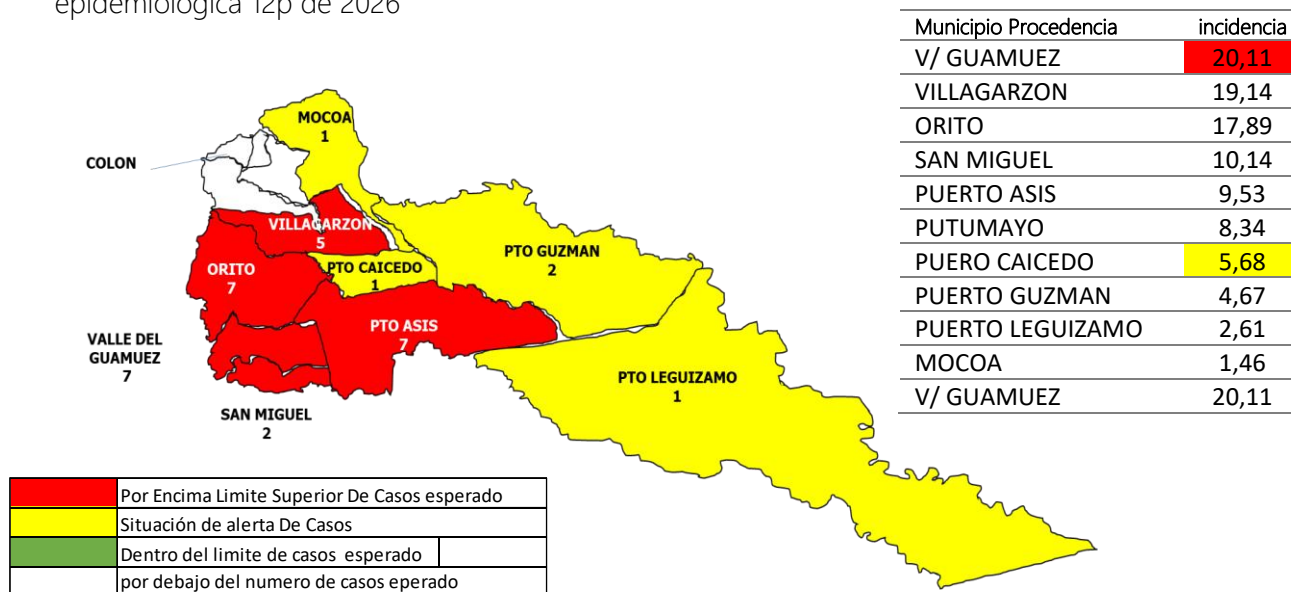 epidemiológica 12p de 2026
Municipio Procedencia incidencia
V/ GUAMUEZ 20,11
VILLAGARZON 19,14
ORITO 17,89
SAN MIGUEL 10,14
PUERTO ASIS 9,53
PUTUMAYO 8,34
PUERO CAICEDO 5,68
PUERTO GUZMAN 4,67
PUERTO LEGUIZAMO 2,61
MOCOA 1,46
V/ GUAMUEZ 20,11
MOCOA
1
COLON
VILLAGARZON
5
PTO GUZMAN
2
ORITO
7
PTO CAICEDO
1
PTO ASIS
7
VALLE DEL
GUAMUEZ
7
PTO LEGUIZAMO
1
SAN MIGUEL
2
Por Encima Limite Superior De Casos esperado
Situación de alerta De Casos
Dentro del limite de casos esperado
por debajo del numero de casos eperado